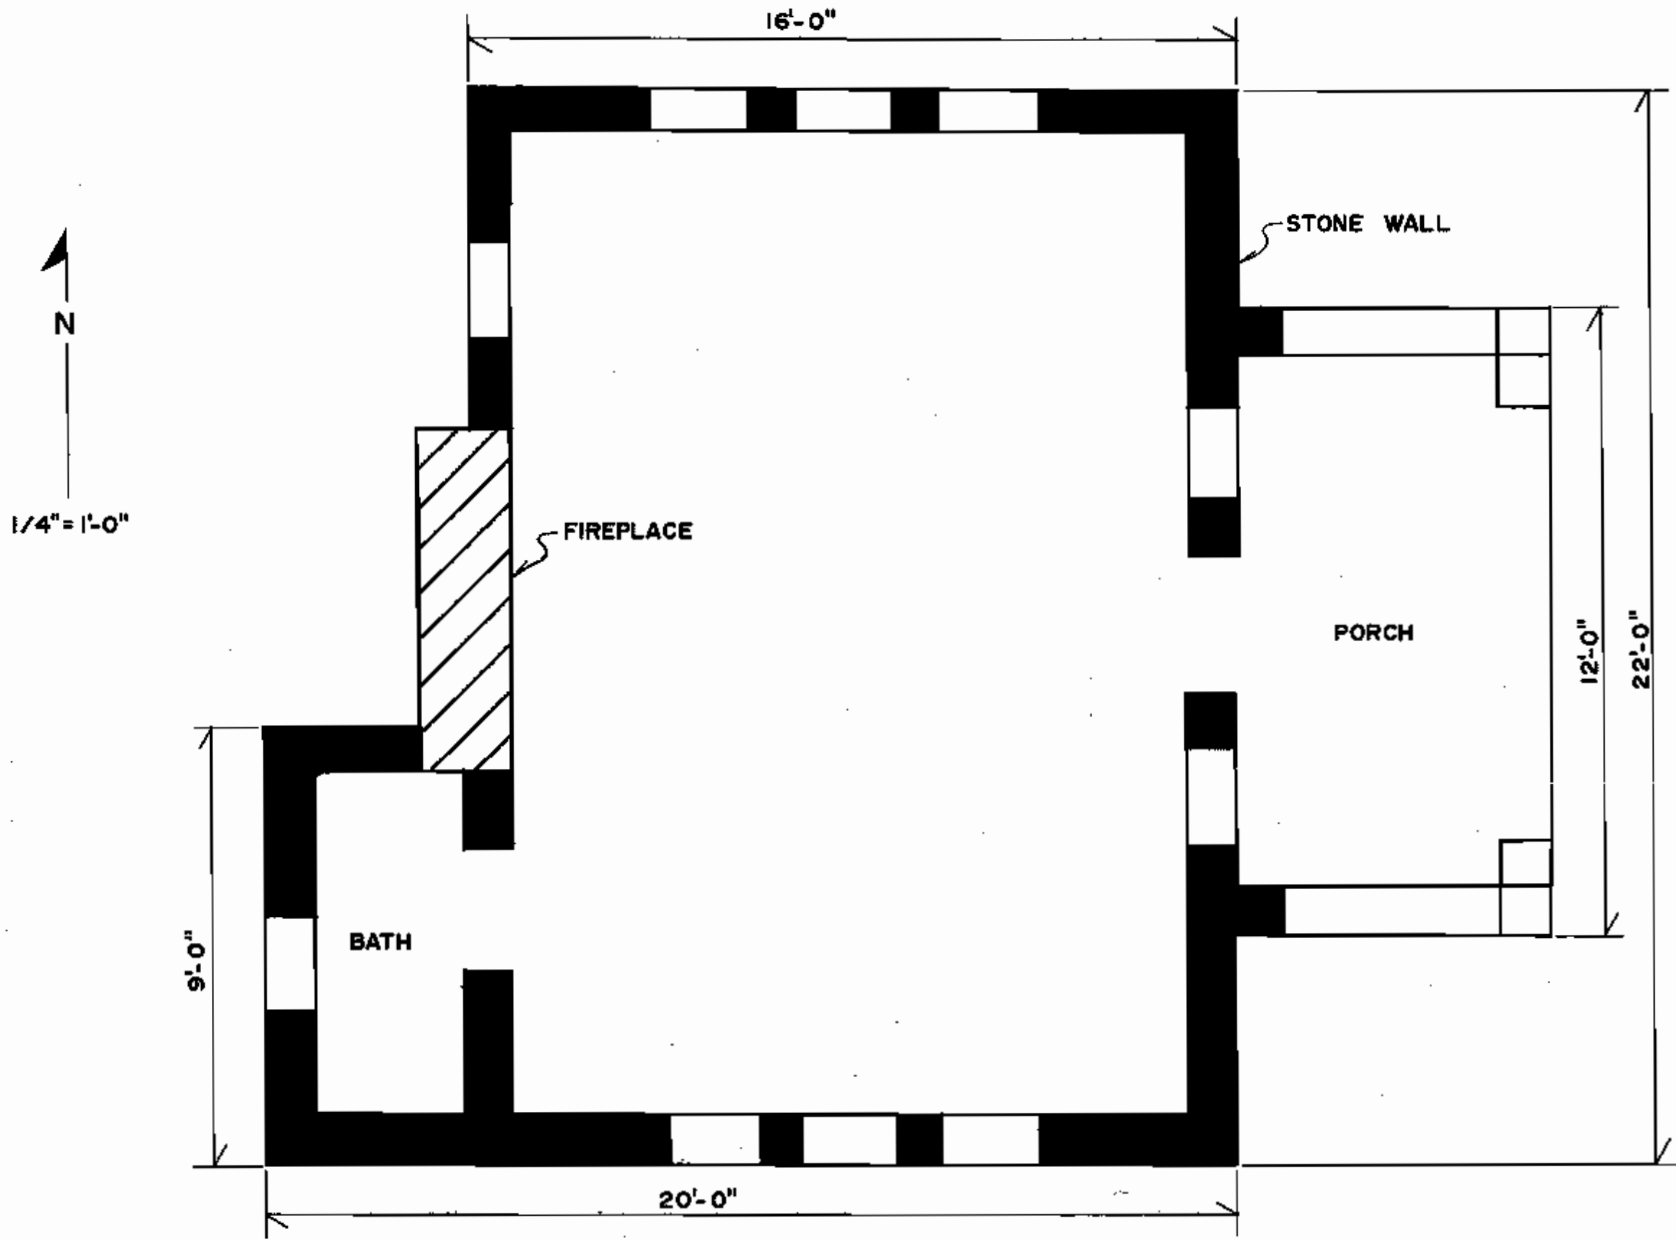 16'-0"
STONE WALL
N
1/4"=1'-0"
FIREPLACE
PORCH
12'-0"
22'-0"
BATH
9'-0"
20'-0"